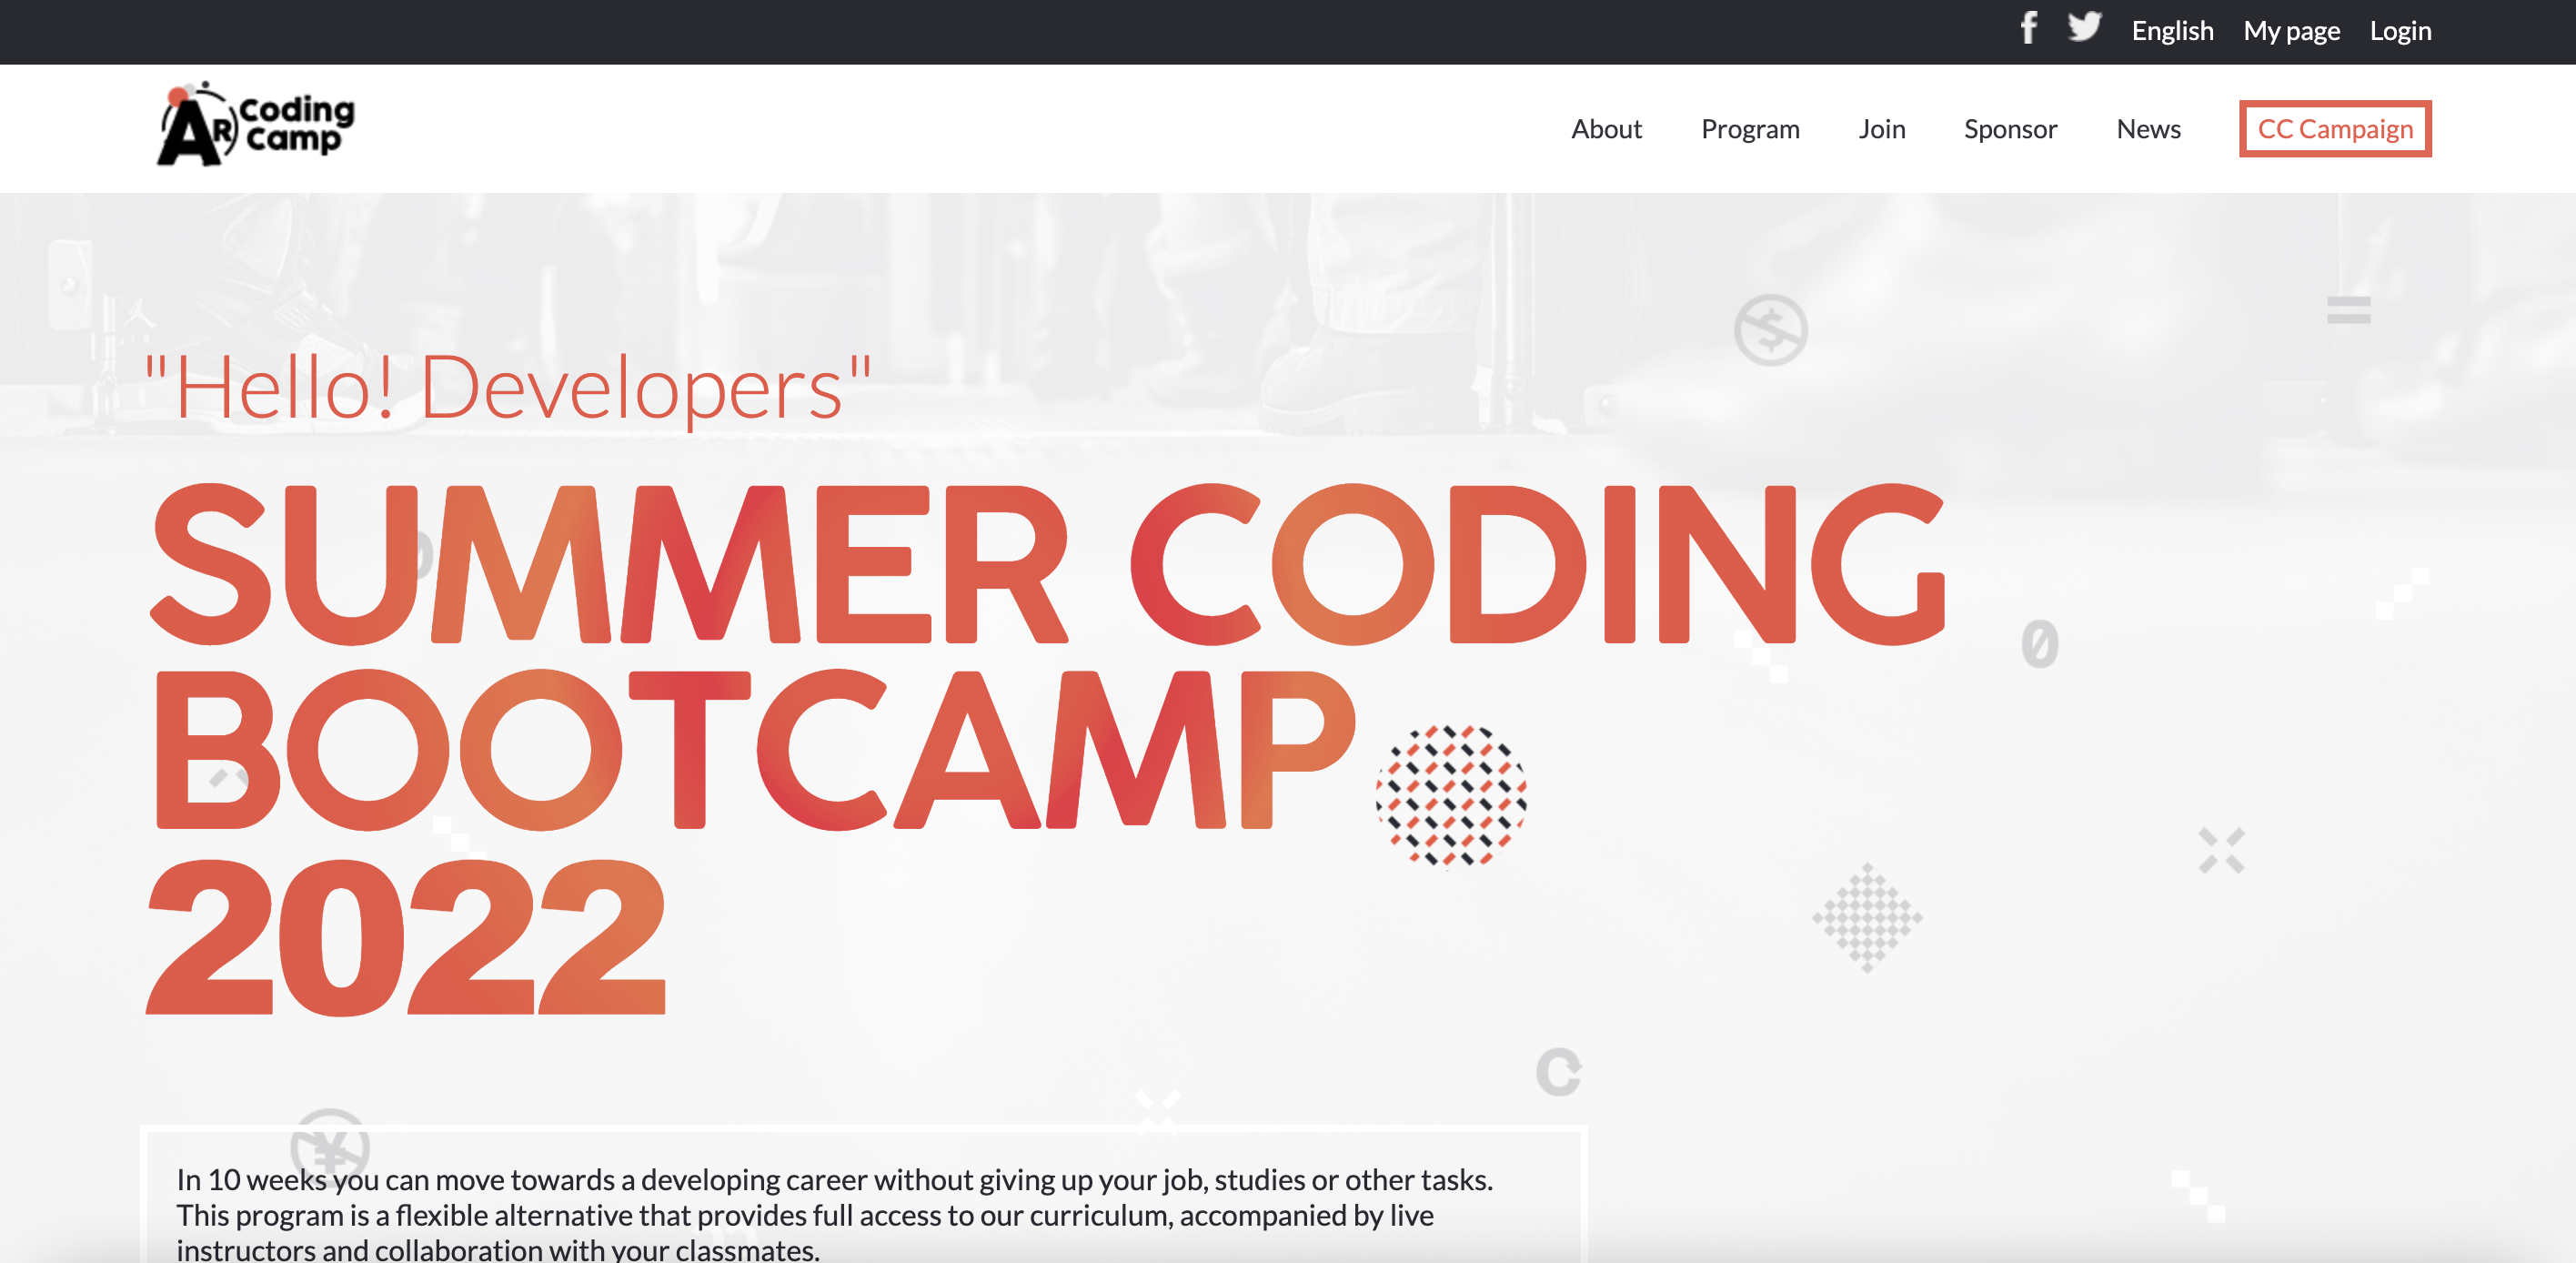 English My page Login
AR Coding
Camp
About Program Join Sponsor News CC Campaign
"Hello! Developers"
SUMMER CODING
BOOTCAMP
2022
In 10 weeks you can move towards a developing career without giving up your job, studies or other tasks.
This program is a flexible alternative that provides full access to our curriculum, accompanied by live
instructors and collaboration with your classmates.